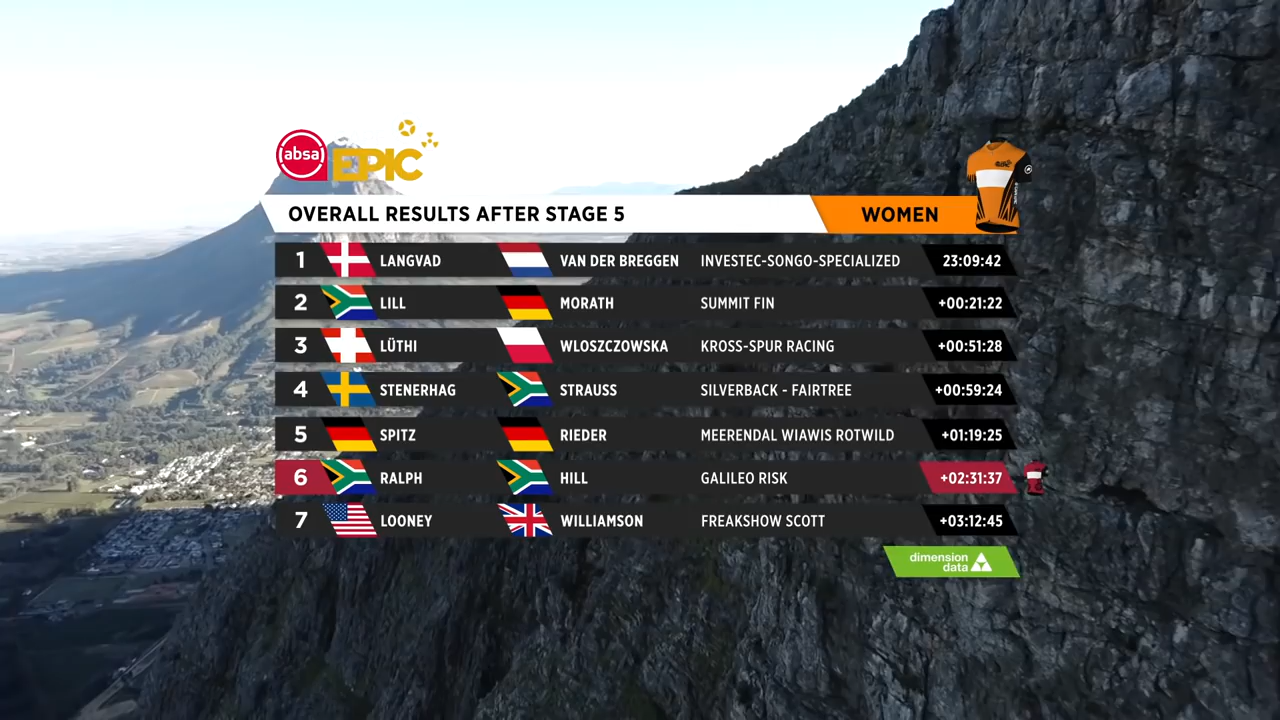 absa EPIC
OVERALL RESULTS AFTER STAGE 5 WOMEN
1 LANGVAD VAN DER BREGGEN INVESTEC-SONGO-SPECIALIZED 23:09:42
2 LILL MORATH SUMMIT FIN +00:21:22
3 LÜTHI WLOSZCZOWSKA KROSS-SPUR RACING +00:51:28
4 STENERHAG STRAUSS SILVERBACK - FAIRTREE +00:59:24
5 SPITZ RIEDER MEERENDAL WIAWIS ROTWILD +01:19:25
6 RALPH HILL GALILEO RISK +02:31:37
7 LOONEY WILLIAMSON FREAKSHOW SCOTT +03:12:45
dimension
data